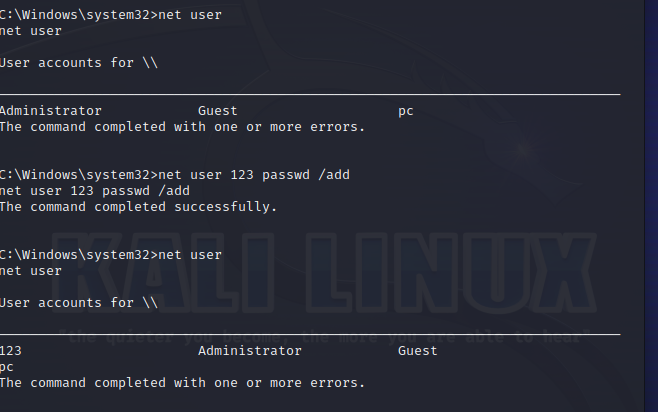 C:\Windows\system32>net user
net user
User accounts for \\
Administrator Guest pc
The command completed with one or more errors.
C:\Windows\system32>net user 123 passwd /add
net user 123 passwd /add
The command completed successfully.
C:\Windows\system32>net user
net user
KALI LINUX
User accounts for \\
"the quieter you become, the more you are able to hear"
123 Administrator Guest
pc
The command completed with one or more errors.